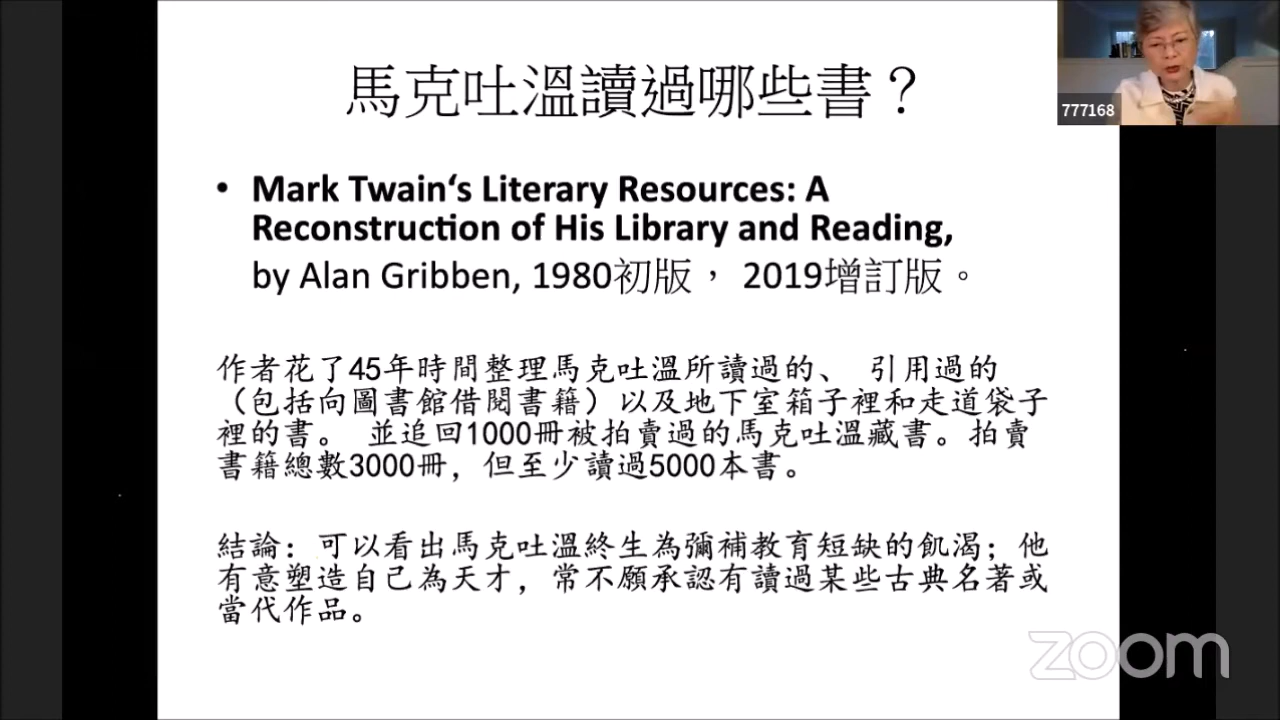 馬克吐溫讀過哪些書？
777168
• Mark Twain‘s Literary Resources: A
Reconstruction of His Library and Reading,
by Alan Gribben, 1980初版， 2019增訂版。
作者花了45年時間整理馬克吐溫所讀過的、 引用過的
（包括向圖書館借閱書籍）以及地下室箱子裡和走道袋子
裡的書。 並追回1000冊被拍賣過的馬克吐溫藏書。拍賣
書籍總數3000冊，但至少讀過5000本書。
結論：可以看出馬克吐溫終生為彌補教育短缺的飢渴；他
有意塑造自己為天才，常不願承認有讀過某些古典名著或
當代作品。
zoom